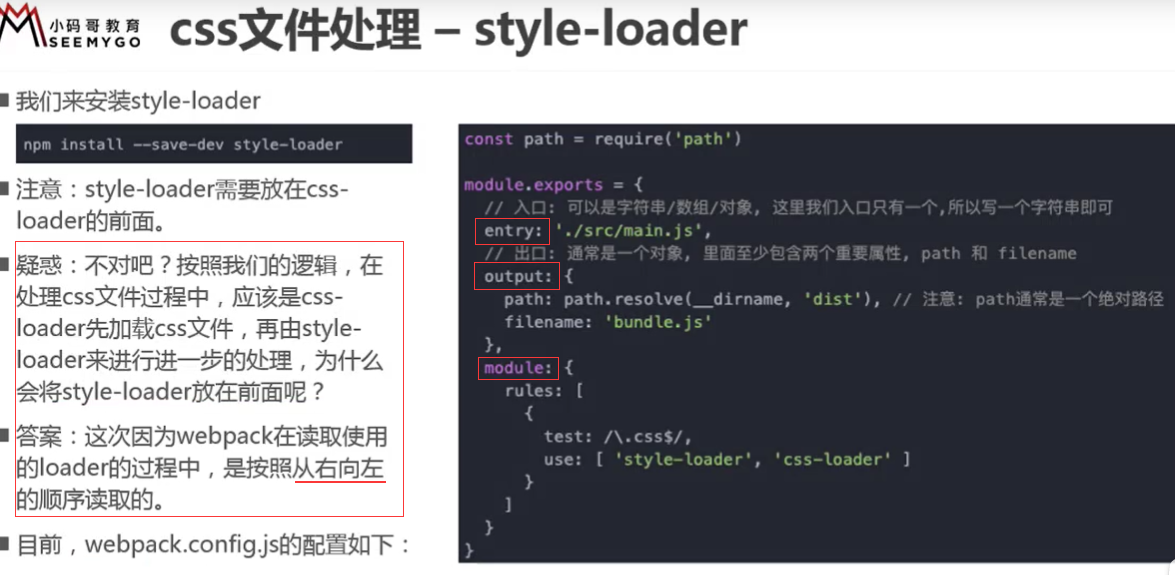 小码哥教育
SEEMYGO
css文件处理 – style-loader
我们来安装style-loader
npm install --save-dev style-loader
注意：style-loader需要放在css-
loader的前面。
疑惑：不对吧？按照我们的逻辑，在
处理css文件过程中，应该是css-
loader先加载css文件，再由style-
loader来进行进一步的处理，为什么
会将style-loader放在前面呢？
答案：这次因为webpack在读取使用
的loader的过程中，是按照从右向左
的顺序读取的。
目前，webpack.config.js的配置如下：
const path = require('path')
module.exports = {
// 入口: 可以是字符串/数组/对象, 这里我们入口只有一个,所以写一个字符串即可
entry: './src/main.js',
// 出口: 通常是一个对象, 里面至少包含两个重要属性, path 和 filename
output: {
path: path.resolve(__dirname, 'dist'), // 注意: path通常是一个绝对路径
filename: 'bundle.js'
},
module: {
rules: [
{
test: /\.css$/,
use: [ 'style-loader', 'css-loader' ]
}
]
}
}